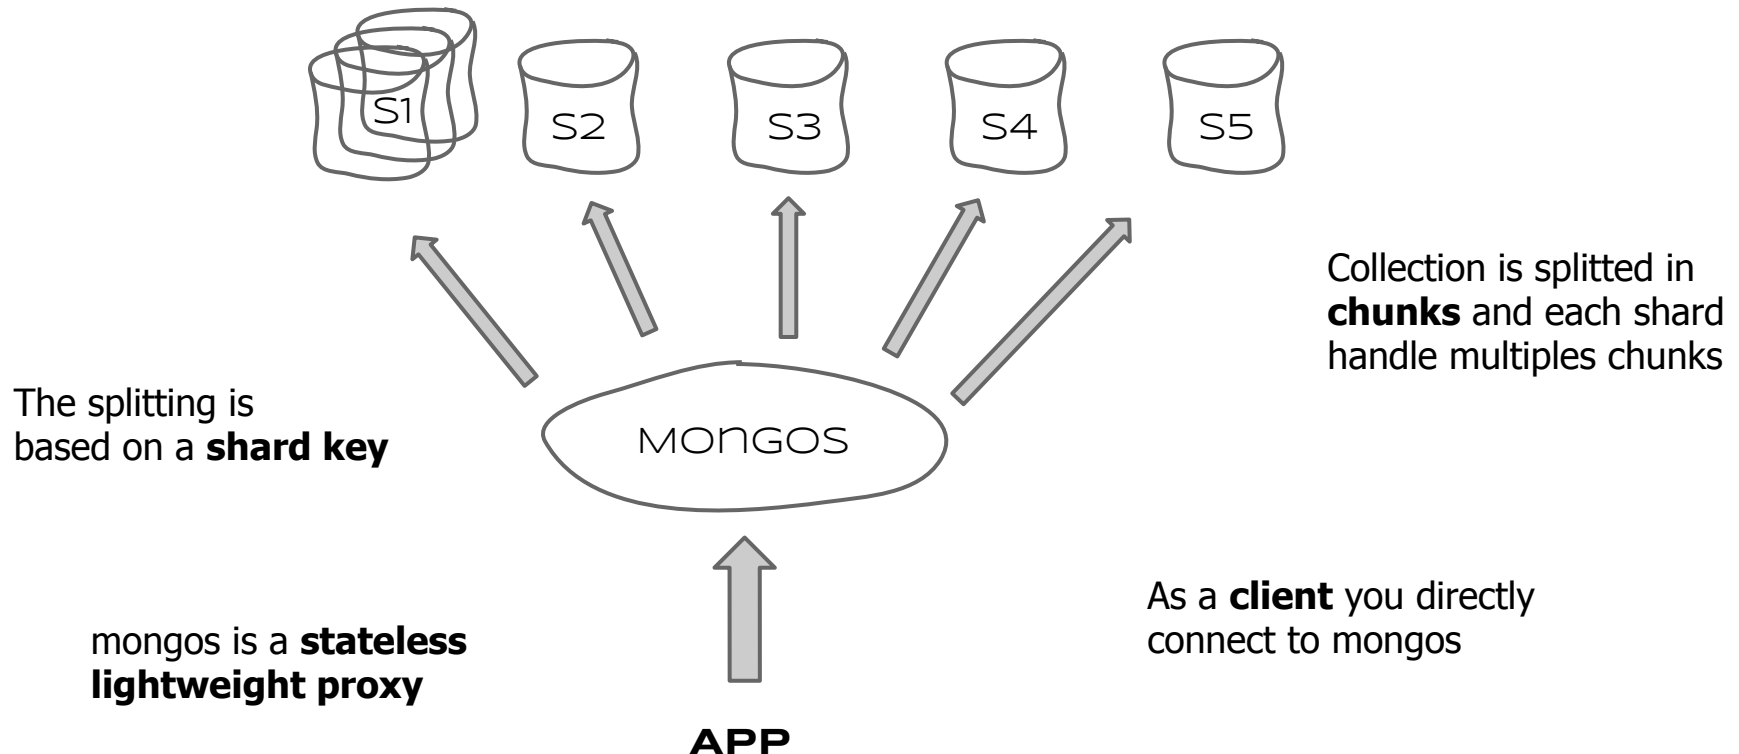 S1
S2
S3
S4
S5
Collection is splitted in
chunks and each shard
handle multiples chunks
The splitting is
based on a shard key
MONGOS
As a client you directly
connect to mongos
mongos is a stateless
lightweight proxy
APP